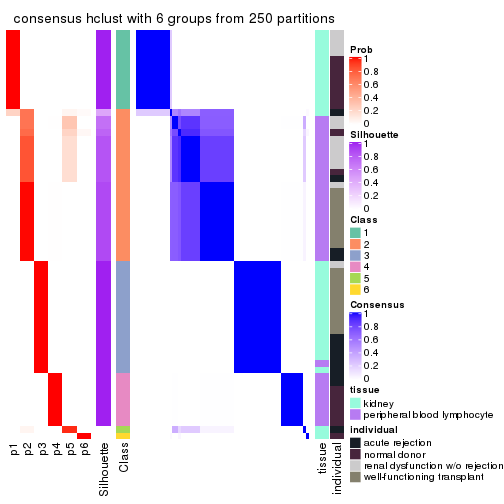 consensus hclust with 6 groups from 250 partitions
Prob
1
0.8
0.6
0.4
0.2
0
Silhouette
1
0.8
0.6
0.4
0.2
0
Class
1
2
3
4
5
6
Consensus
1
0.8
0.6
0.4
0.2
0
tissue
kidney
peripheral blood lymphocyte
individual
acute rejection
normal donor
renal dysfunction w/o rejection
well-functioning transplant
p1
p2
p3
p4
p5
p6
Silhouette
Class
tissue
individual